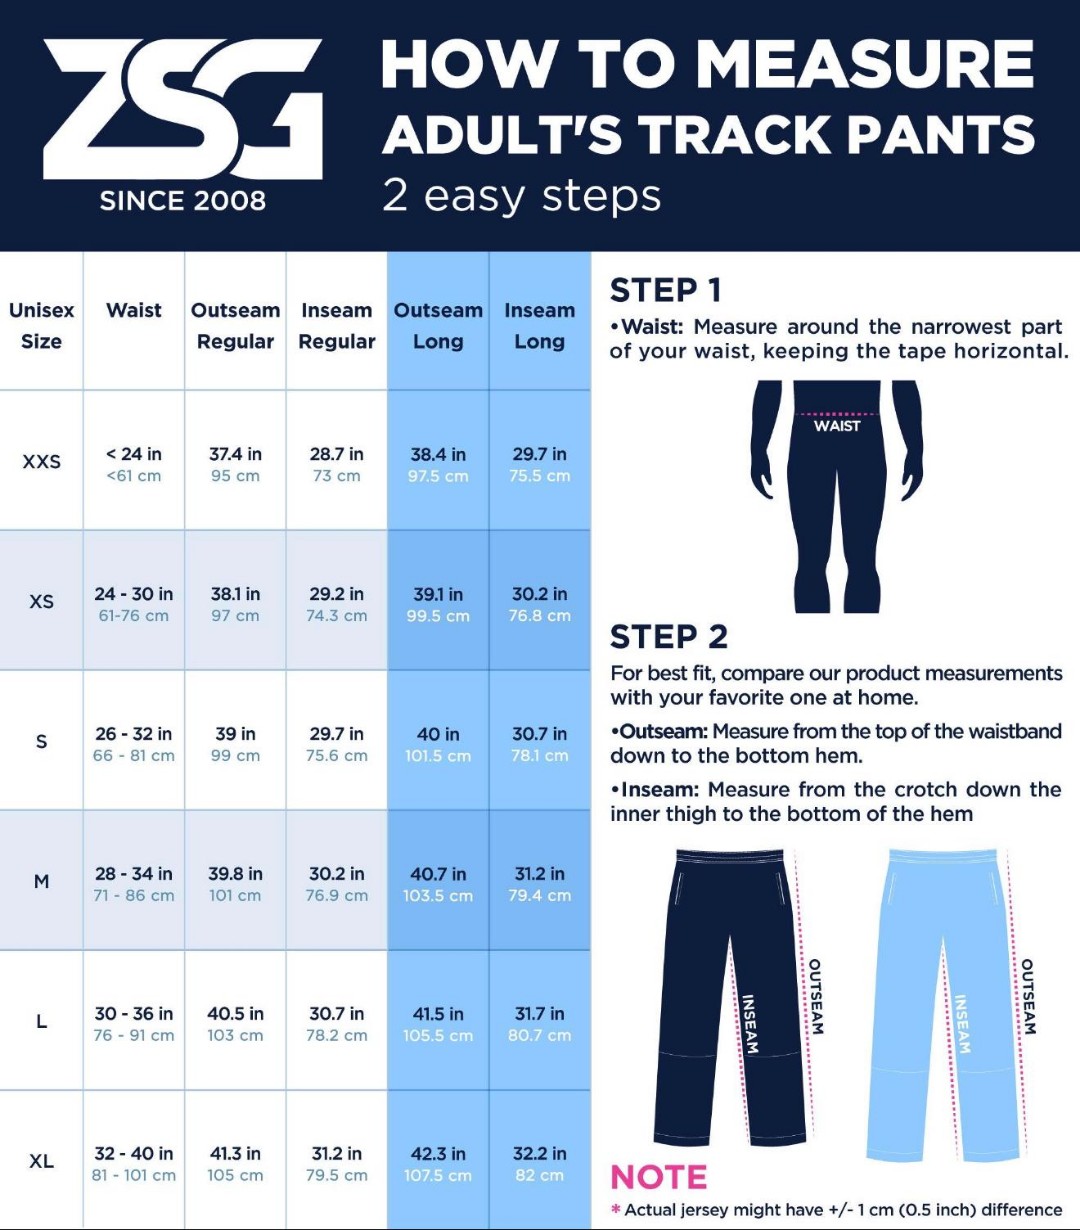 ZSG
SINCE 2008
HOW TO MEASURE
ADULT'S TRACK PANTS
2 easy steps
Unisex Size Waist Outseam Regular Inseam Regular Outseam Long Inseam Long
XXS < 24 in 37.4 in 28.7 in 38.4 in 29.7 in
<61 cm 95 cm 73 cm 97.5 cm 75.5 cm
XS 24 - 30 in 38.1 in 29.2 in 39.1 in 30.2 in
61-76 cm 97 cm 74.3 cm 99.5 cm 76.8 cm
S 26 - 32 in 39 in 29.7 in 40 in 30.7 in
66 - 81 cm 99 cm 75.6 cm 101.5 cm 78.1 cm
M 28 - 34 in 39.8 in 30.2 in 40.7 in 31.2 in
71 - 86 cm 101 cm 76.9 cm 103.5 cm 79.4 cm
L 30 - 36 in 40.5 in 30.7 in 41.5 in 31.7 in
76 - 91 cm 103 cm 78.2 cm 105.5 cm 80.7 cm
XL 32 - 40 in 41.3 in 31.2 in 42.3 in 32.2 in
81 - 101 cm 105 cm 79.5 cm 107.5 cm 82 cm
STEP 1
•Waist: Measure around the narrowest part
of your waist, keeping the tape horizontal.
WAIST
STEP 2
For best fit, compare our product measurements
with your favorite one at home.
•Outseam: Measure from the top of the waistband
down to the bottom hem.
•Inseam: Measure from the crotch down the
inner thigh to the bottom of the hem
INSEAM
OUTSEAM
INSEAM
OUTSEAM
NOTE
* Actual jersey might have +/- 1 cm (0.5 inch) difference